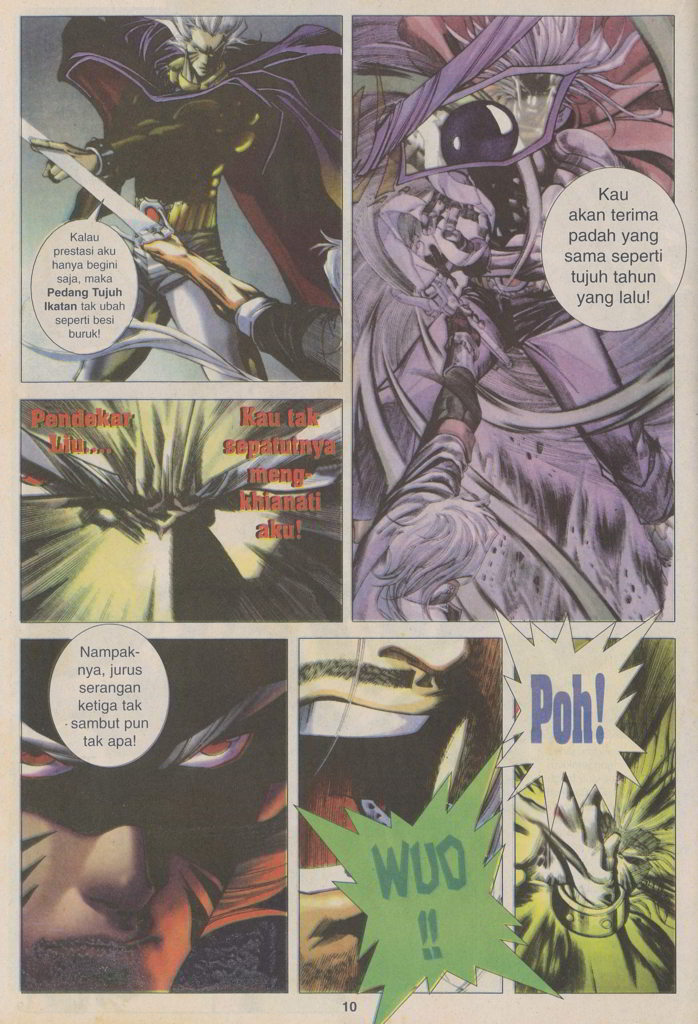 Kalau
prestasi aku
hanya begini
saja, maka
Pedang Tujuh
Ikatan tak ubah
seperti besi
buruk!
Kau
akan terima
padah yang
sama seperti
tujuh tahun
yang lalu!
Pendekar
Liu....
Kau tak
sepatutnya
meng-
khianati
aku!
Nampak-
nya, jurus
serangan
ketiga tak
sambut pun
tak apa!
WUO
!!
Poh!
10